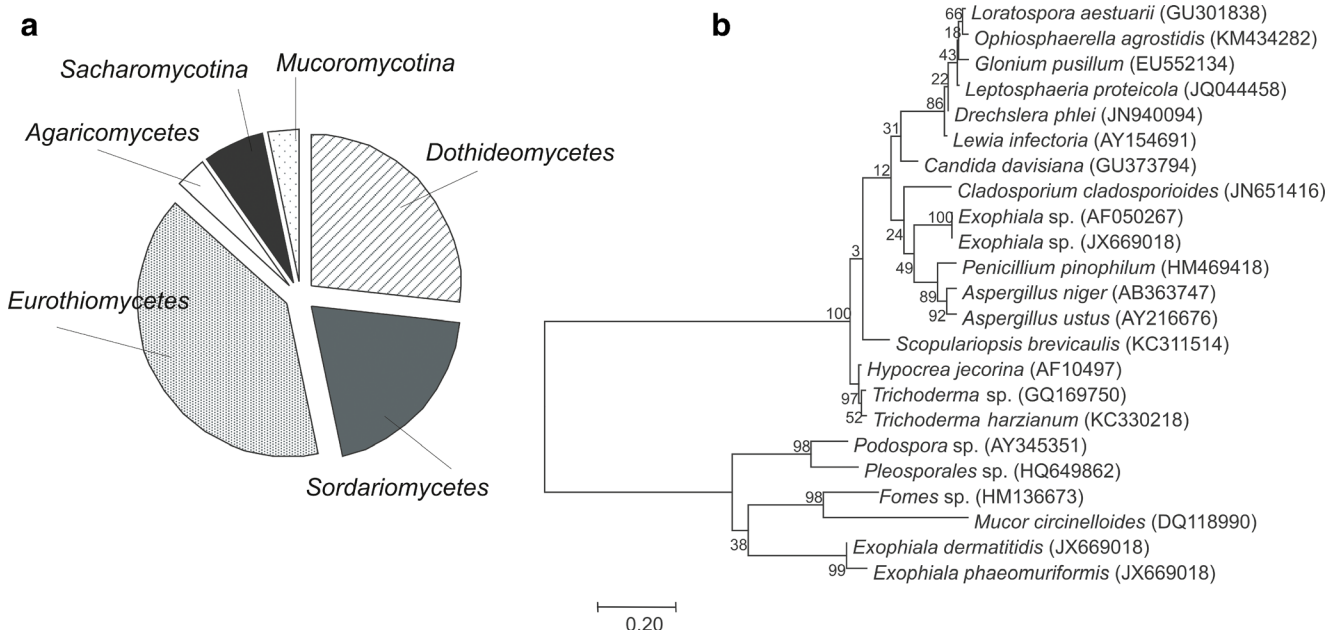 a
Sacharomycotina
Mucoromycotina
Agaricomycetes
Dothideomycetes
Eurothiomycetes
Sordariomycetes
b
66
Loratospora aestuarii (GU301838)
18
Ophiosphaerella agrostidis (KM434282)
43
Glonium pusillum (EU552134)
22
Leptosphaeria proteicola (JQ044458)
86
Drechslera phlei (JN940094)
31
Lewia infectoria (AY154691)
12
Candida davisiana (GU373794)
Cladosporium cladosporioides (JN651416)
100
Exophiala sp. (AF050267)
24
Exophiala sp. (JX669018)
3
49
Penicillium pinophilum (HM469418)
89
Aspergillus niger (AB363747)
100
92
Aspergillus ustus (AY216676)
Scopulariopsis brevicaulis (KC311514)
Hypocrea jecorina (AF10497)
97
Trichoderma sp. (GQ169750)
52
Trichoderma harzianum (KC330218)
98
Podospora sp. (AY345351)
Pleosporales sp. (HQ649862)
98
Fomes sp. (HM136673)
Mucor circinelloides (DQ118990)
38
Exophiala dermatitidis (JX669018)
99
Exophiala phaeomuriformis (JX669018)
0.20